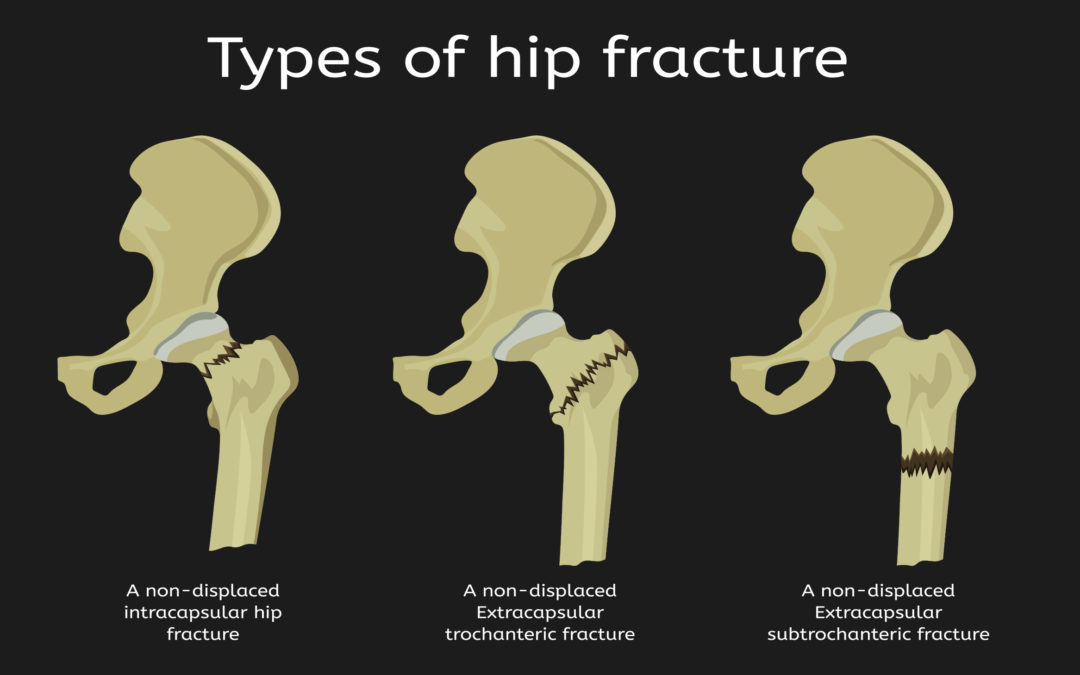 Types of hip fracture
A non-displaced
intracapsular hip
fracture
A non-displaced
Extracapsular
trochanteric fracture
A non-displaced
Extracapsular
subtrochanteric fracture